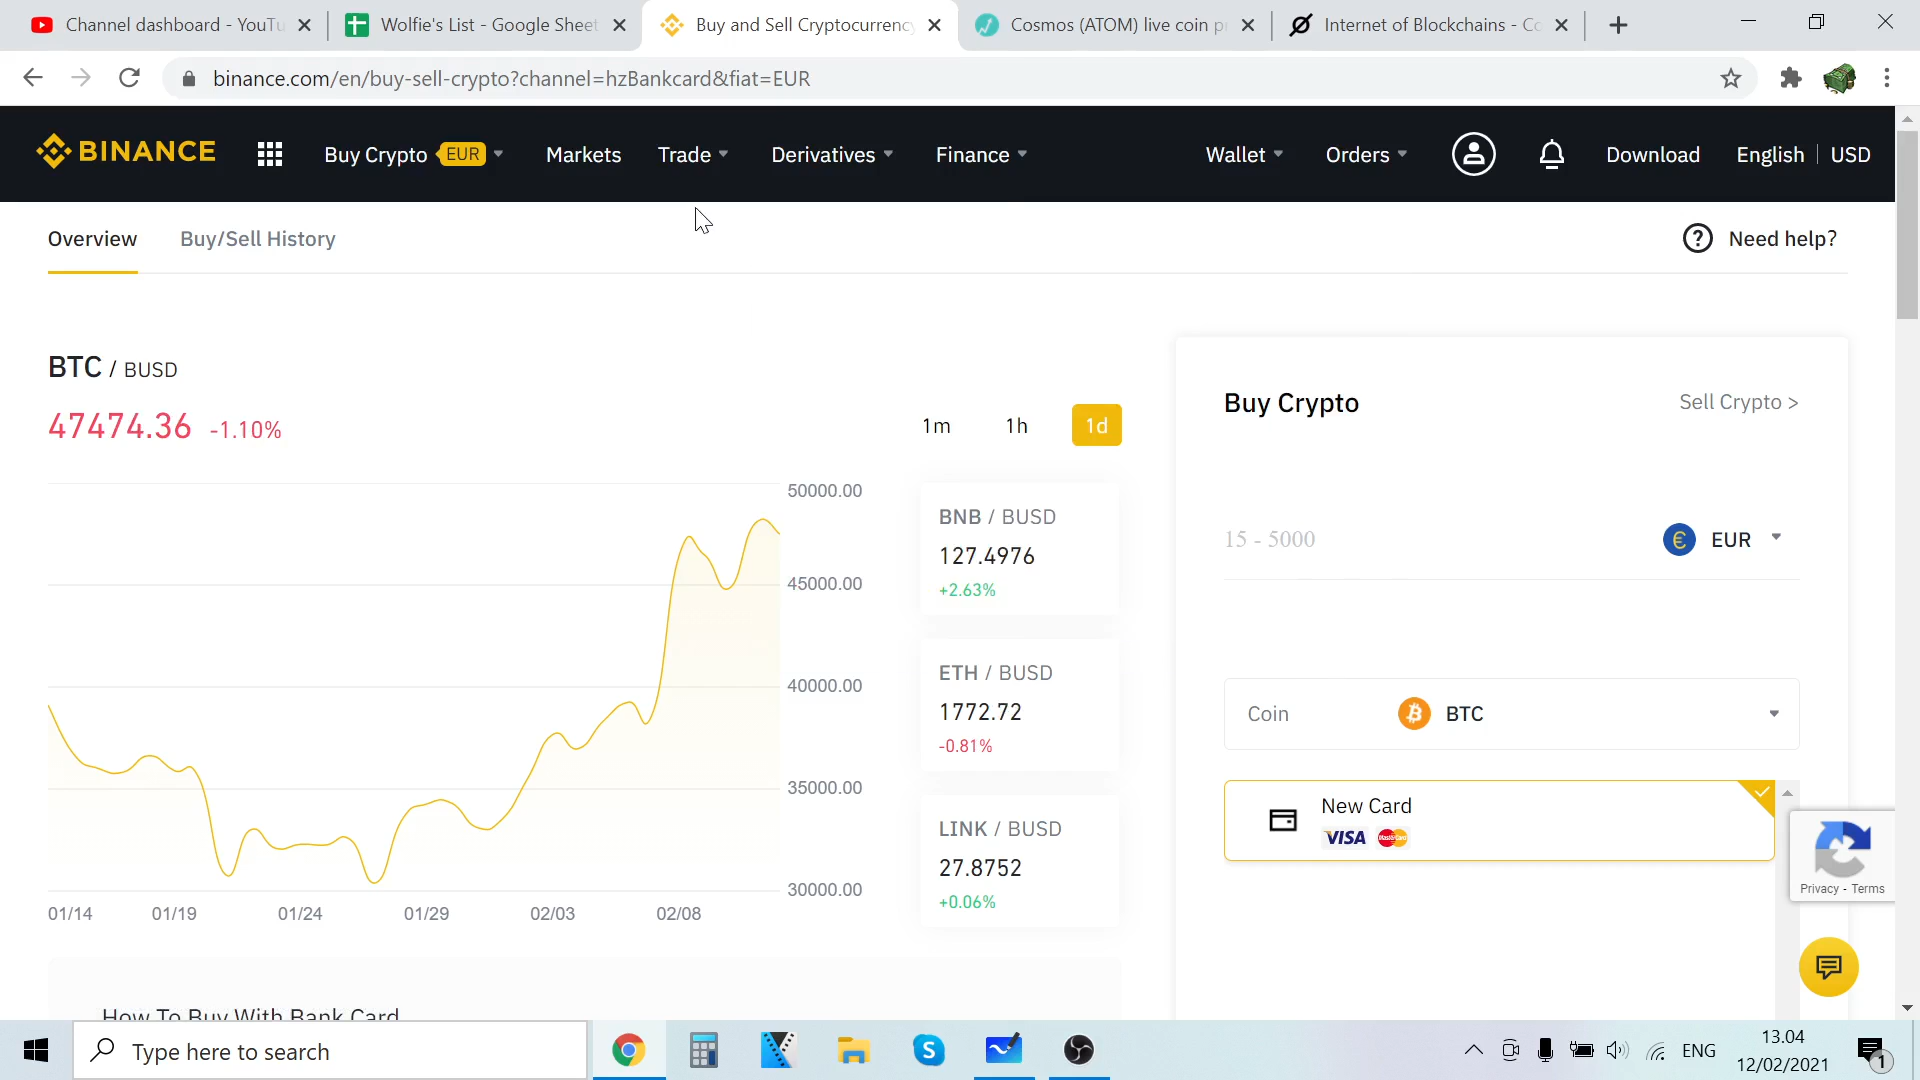 Channel dashboard - YouTu
Wolfie's List - Google Sheet
Buy and Sell Cryptocurrency
Cosmos (ATOM) live coin pr
Internet of Blockchains - Co
binance.com/en/buy-sell-crypto?channel=hzBankcard&fiat=EUR
BINANCE
Buy Crypto EUR
Markets
Trade
Derivatives
Finance
Wallet
Orders
Download
English
USD
Overview
Buy/Sell History
Need help?
BTC / BUSD
47474.36 -1.10%
1m
1h
1d
50000.00
45000.00
40000.00
35000.00
30000.00
01/14
01/19
01/24
01/29
02/03
02/08
BNB / BUSD
127.4976
+2.63%
ETH / BUSD
1772.72
-0.81%
LINK / BUSD
27.8752
+0.06%
Buy Crypto
Sell Crypto >
15 - 5000
€ EUR
Coin
BTC
New Card
VISA MasterCard
Privacy - Terms
How To Buy With Bank Card
Type here to search
S
ENG
13.04
12/02/2021
1